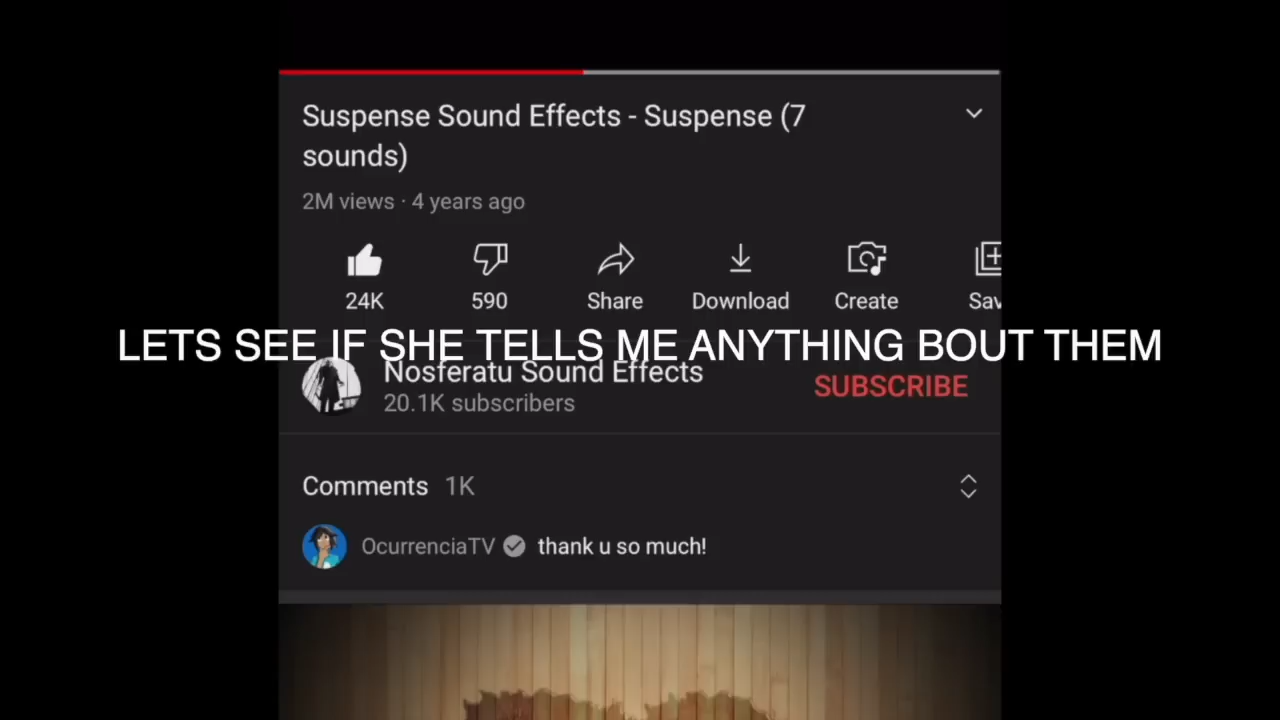 Suspense Sound Effects - Suspense (7
sounds)
2M views · 4 years ago
24K
590
Share
Download
Create
Sav
LETS SEE IF SHE TELLS ME ANYTHING BOUT THEM
Nosferatu Sound Effects
SUBSCRIBE
20.1K subscribers
Comments 1K
OcurrenciaTV thank u so much!